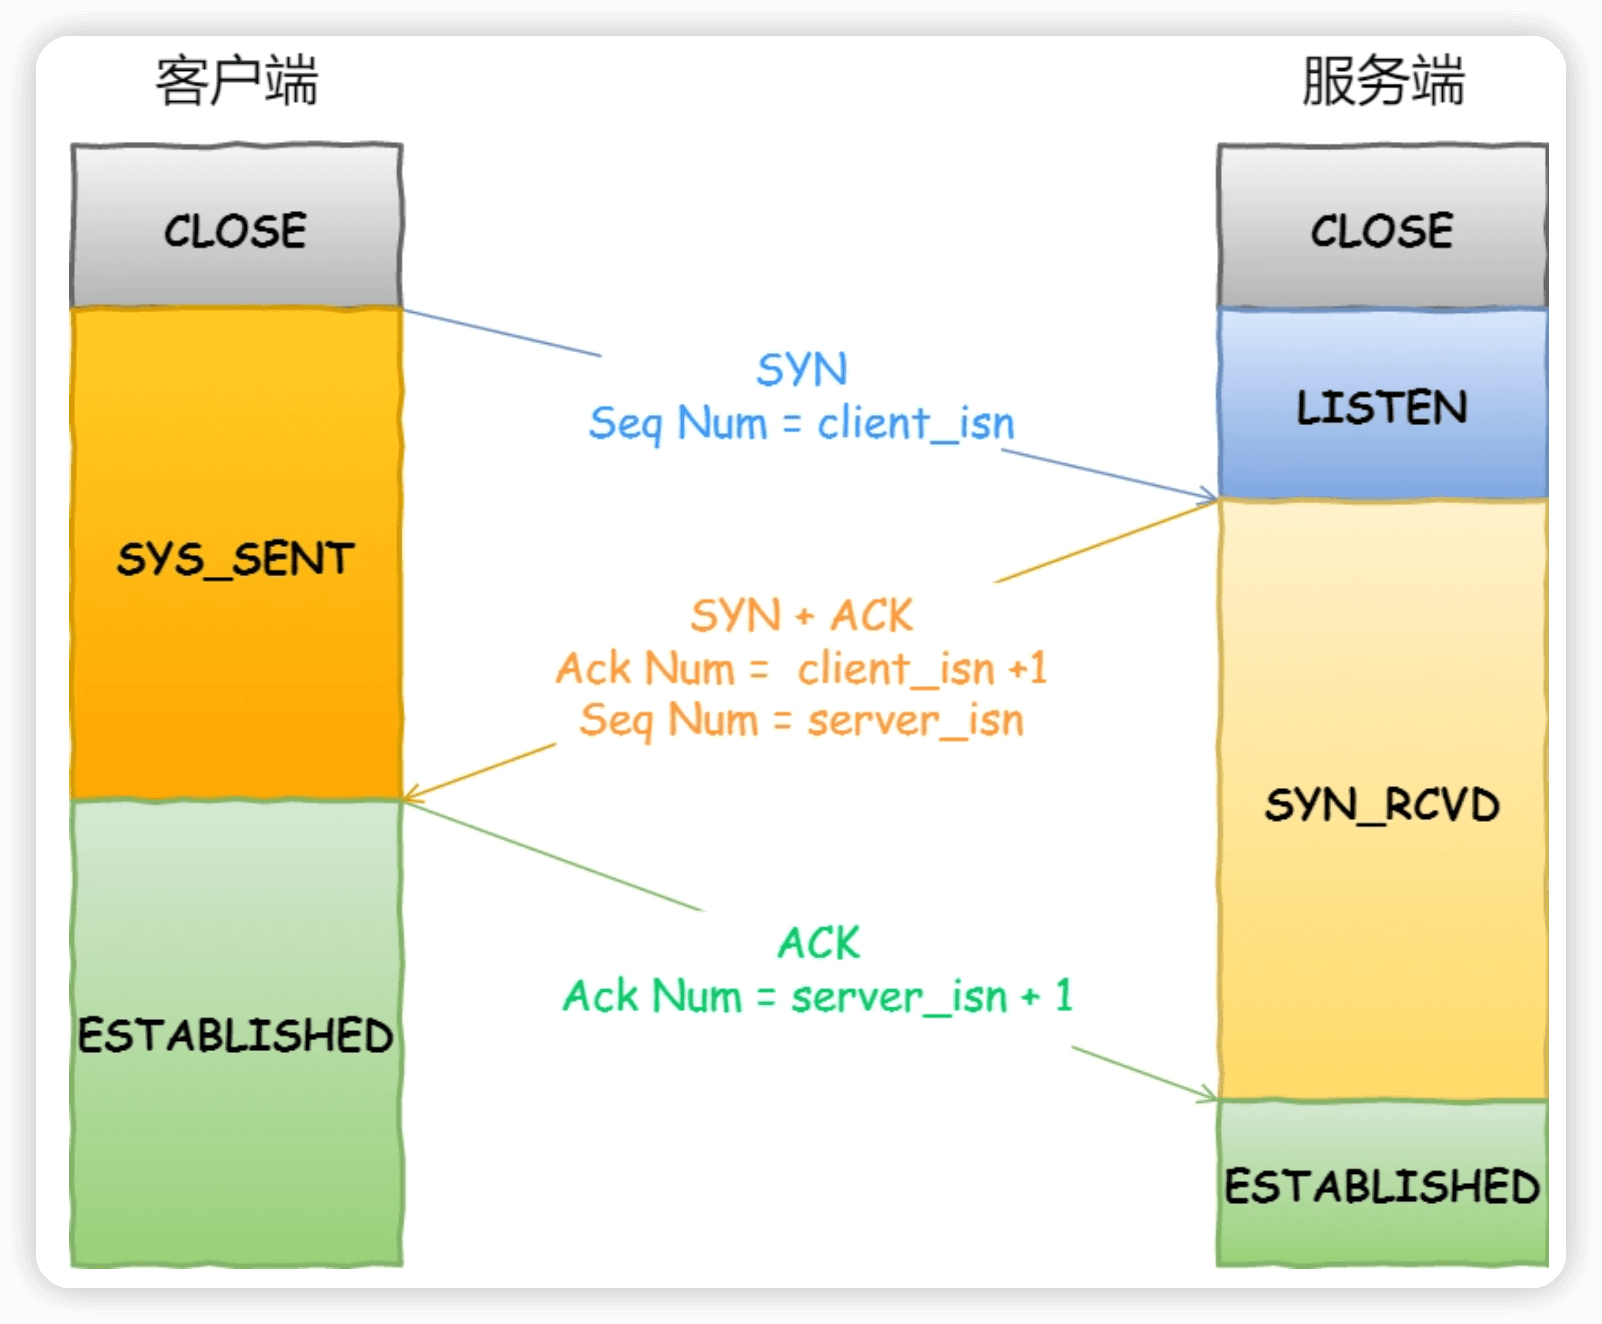 客户端
服务端
CLOSE
CLOSE
SYN
Seq Num = client_isn
LISTEN
SYS_SENT
SYN + ACK
Ack Num = client_isn +1
Seq Num = server_isn
SYN_RCVD
ACK
Ack Num = server_isn + 1
ESTABLISHED
ESTABLISHED